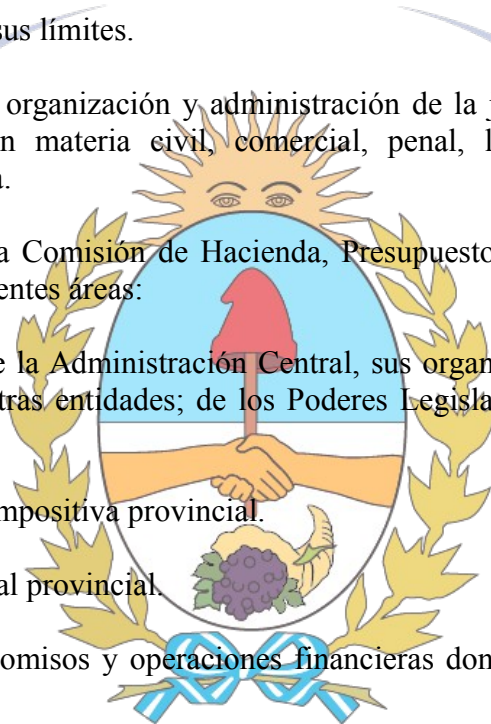 sus límites.
organización y administración de la
n materia civil, comercial, penal, l
a.
a Comisión de Hacienda, Presupuesto
entes áreas:
e la Administración Central, sus organ
tras entidades; de los Poderes Legisla
mpositiva provincial.
al provincial.
omisos y operaciones financieras don